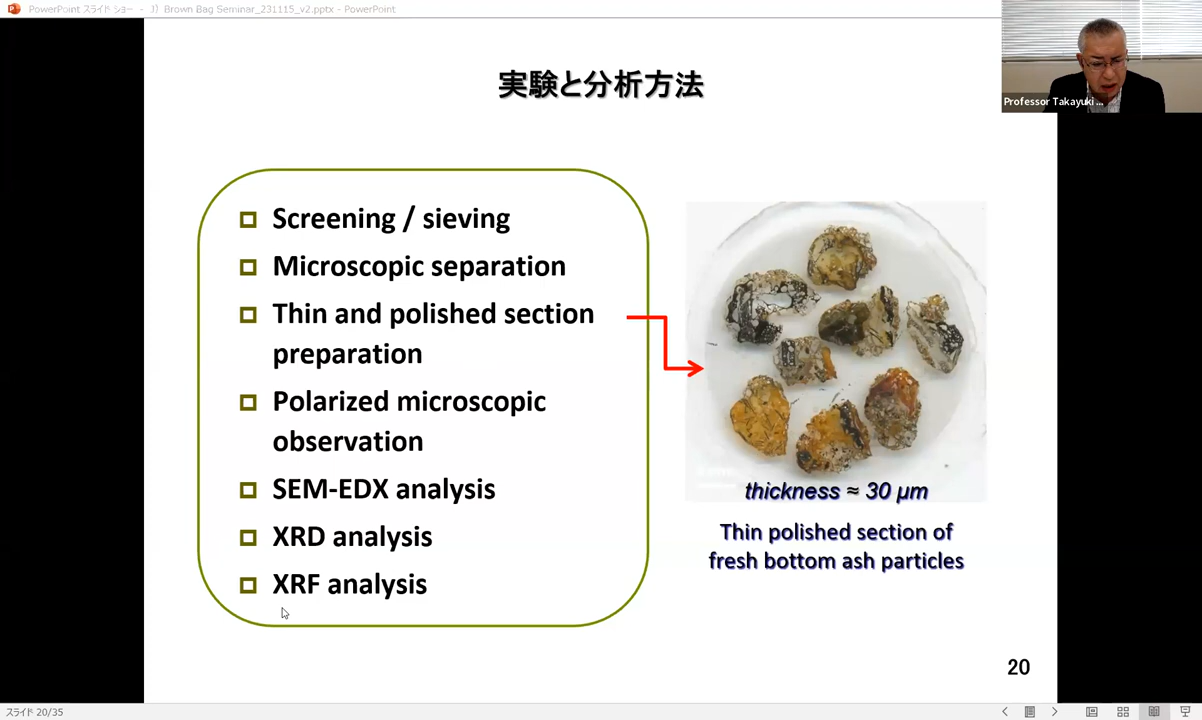 PowerPoint スライド ショー - J) Brown Bag Seminar_231115_v2.pptx - PowerPoint
Professor Takayuki ...
実験と分析方法
Screening / sieving
Microscopic separation
Thin and polished section
preparation
Polarized microscopic
observation
SEM-EDX analysis
XRD analysis
XRF analysis
thickness ≈ 30 μm
Thin polished section of
fresh bottom ash particles
20
スライド 20/35